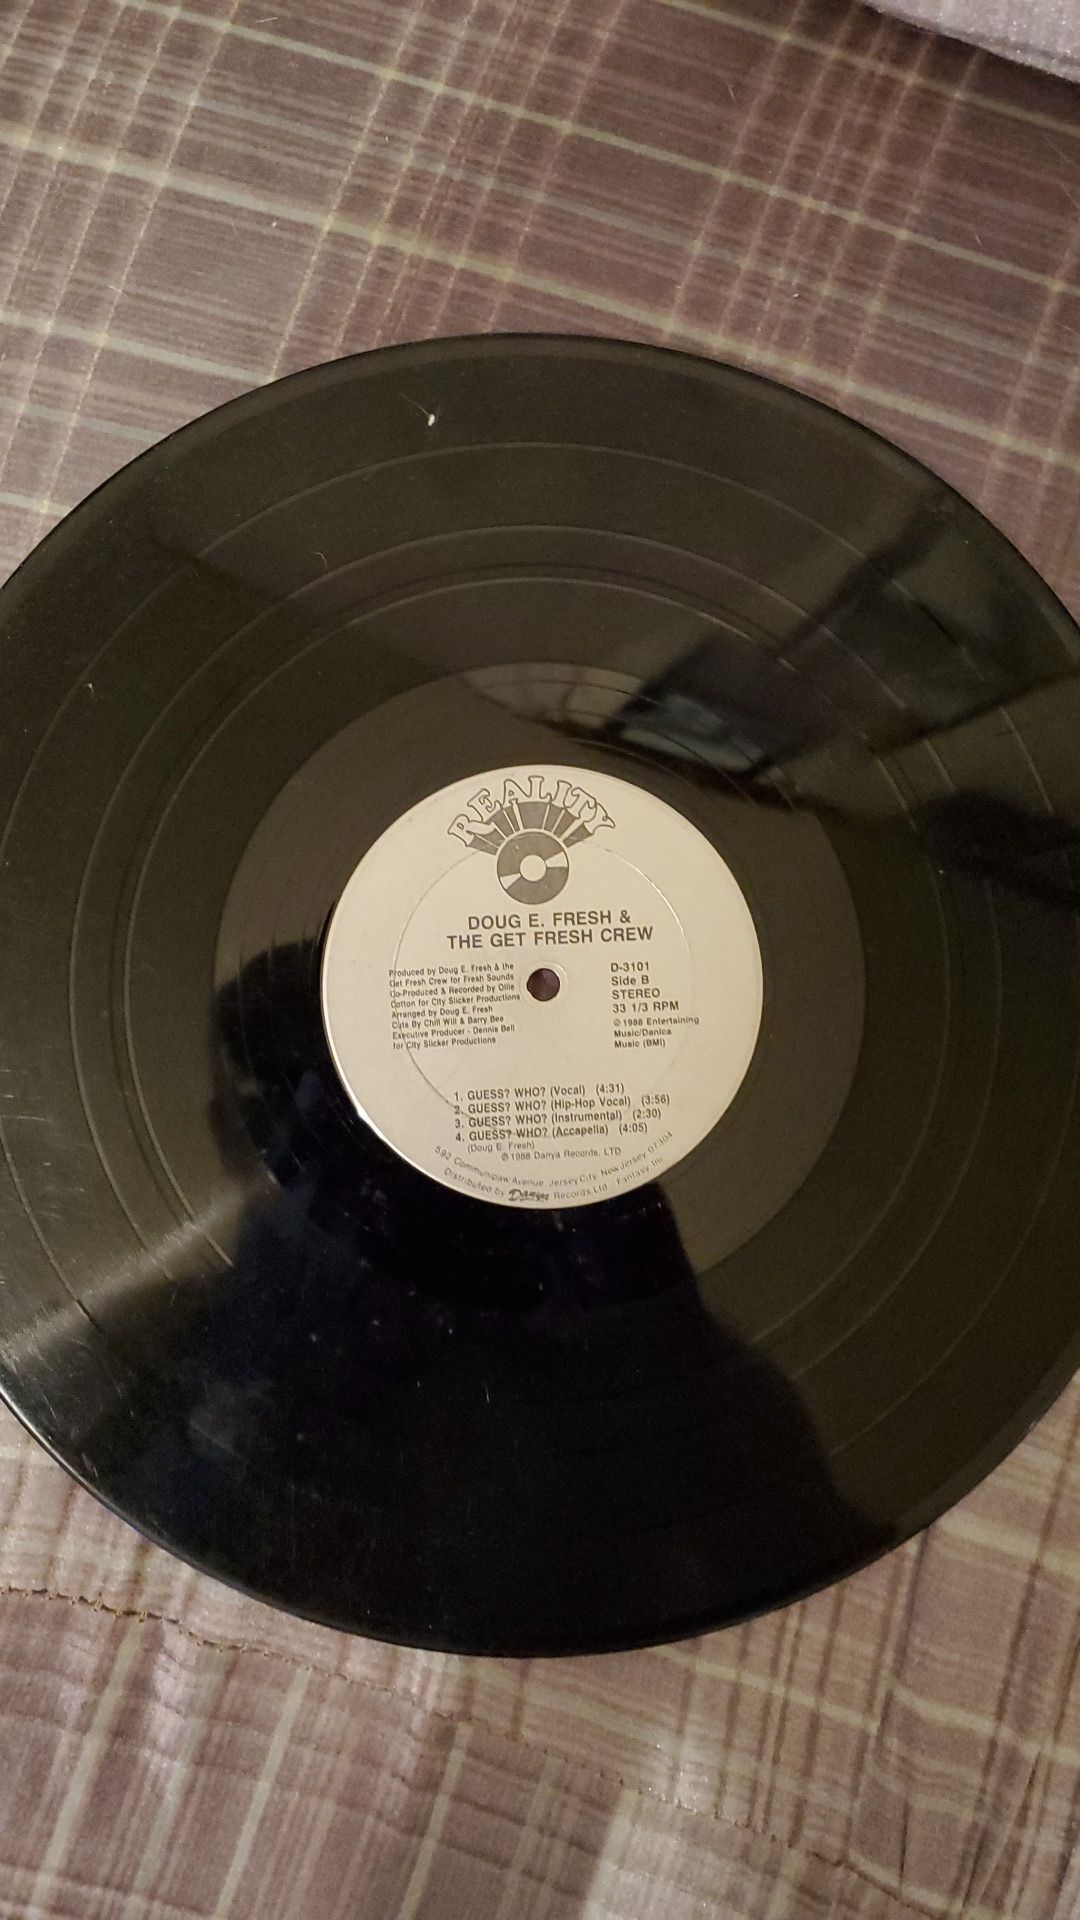 REALITY
DOUG E. FRESH &
THE GET FRESH CREW
Produced by Doug E. Fresh & the
Get Fresh Crew for Fresh Sounds
Co-Produced & Recorded by Ollie
Cotton for City Slicker Productions
Arranged by Doug E. Fresh
Cuts By Chill Will & Barry Bee
Executive Producer - Dennis Bell
for City Slicker Productions
D-3101
Side B
STEREO
33 1/3 RPM
© 1988 Entertaining
Music/Danica
Music (BMI)
1. GUESS? WHO? (Vocal) (4:31)
2. GUESS? WHO? (Hip-Hop Vocal) (3:56)
3. GUESS? WHO? (Instrumental) (2:30)
4. GUESS? WHO? (Accapella) (4:05)
(Doug E. Fresh)
℗ 1988 Danya Records, LTD
592 Communipaw Avenue, Jersey City, New Jersey 07304
Distributed by Danya Records, Ltd., Fantasy, Inc.